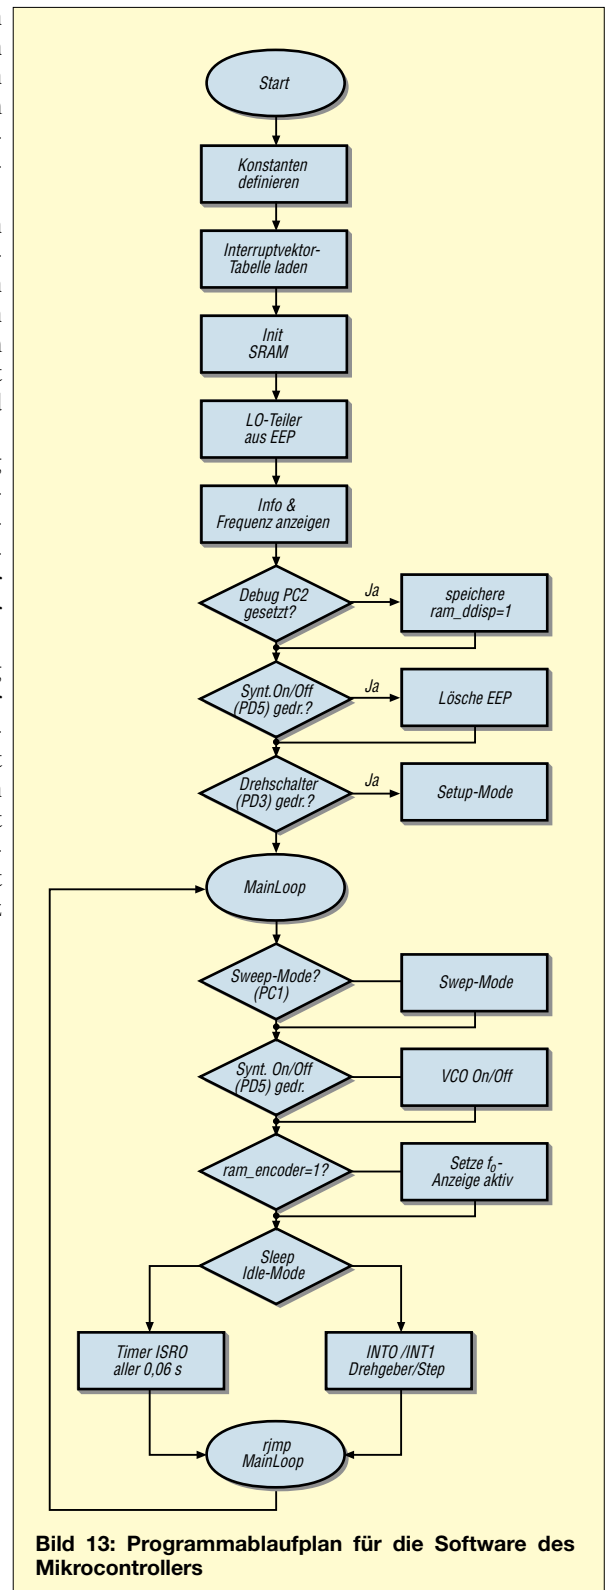 Start
Konstanten
definieren
Interruptvektor-
Tabelle laden
Init
SRAM
LO-Teiler
aus EEP
Info &
Frequenz anzeigen
Debug PC2
gesetzt?
Ja
speichere
ram_ddisp=1
Synt.On/Off
(PD5) gedr.?
Ja
Lösche EEP
Drehschalter
(PD3) gedr.?
Ja
Setup-Mode
MainLoop
Sweep-Mode?
(PC1)
Swep-Mode
Synt. On/Off
(PD5) gedr.
VCO On/Off
ram_encoder=1?
Setze f0-
Anzeige aktiv
Sleep
Idle-Mode
Timer ISRO
aller 0,06 s
INTO /INT1
Drehgeber/Step
rjmp
MainLoop
Bild 13: Programmablaufplan für die Software des
Mikrocontrollers